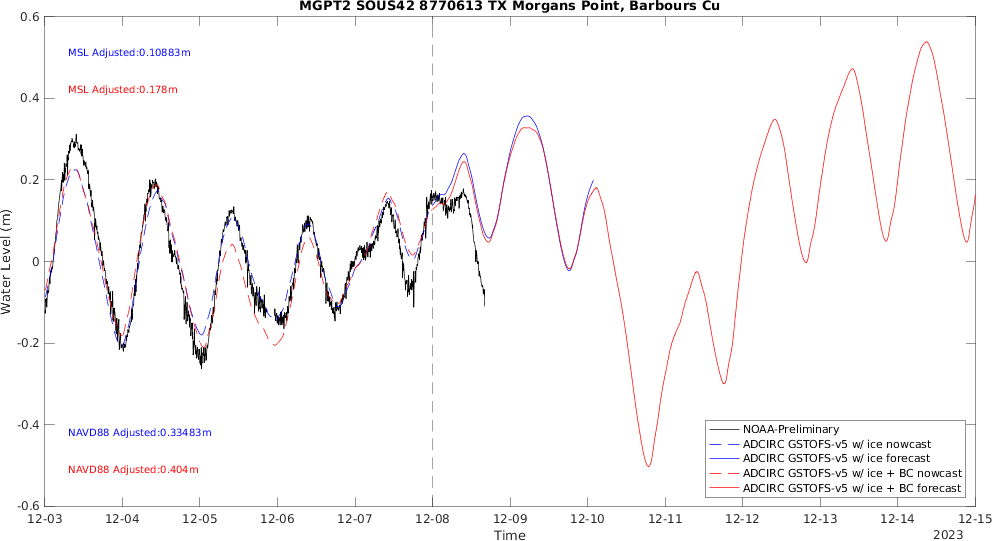 MGPT2 SOUS42 8770613 TX Morgans Point, Barbours Cu
0.6
0.4
0.2
0
-0.2
-0.4
-0.6
Water Level (m)
MSL Adjusted:0.10883m
MSL Adjusted:0.178m
NAVD88 Adjusted:0.33483m
NAVD88 Adjusted:0.404m
NOAA-Preliminary
ADCIRC GSTOFS-v5 w/ ice nowcast
ADCIRC GSTOFS-v5 w/ ice forecast
ADCIRC GSTOFS-v5 w/ ice + BC nowcast
ADCIRC GSTOFS-v5 w/ ice + BC forecast
12-03 12-04 12-05 12-06 12-07 12-08 12-09 12-10 12-11 12-12 12-13 12-14 12-15
Time
2023